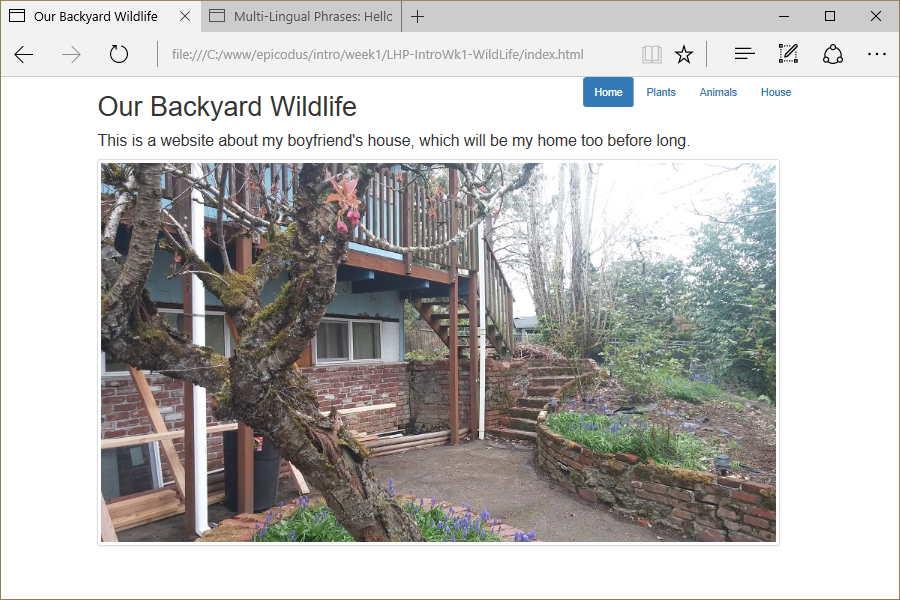 Our Backyard Wildlife
Multi-Lingual Phrases: Hello
file:///C:/www/epicodus/intro/week1/LHP-IntroWk1-WildLife/index.html
Home Plants Animals House
Our Backyard Wildlife
This is a website about my boyfriend's house, which will be my home too before long.